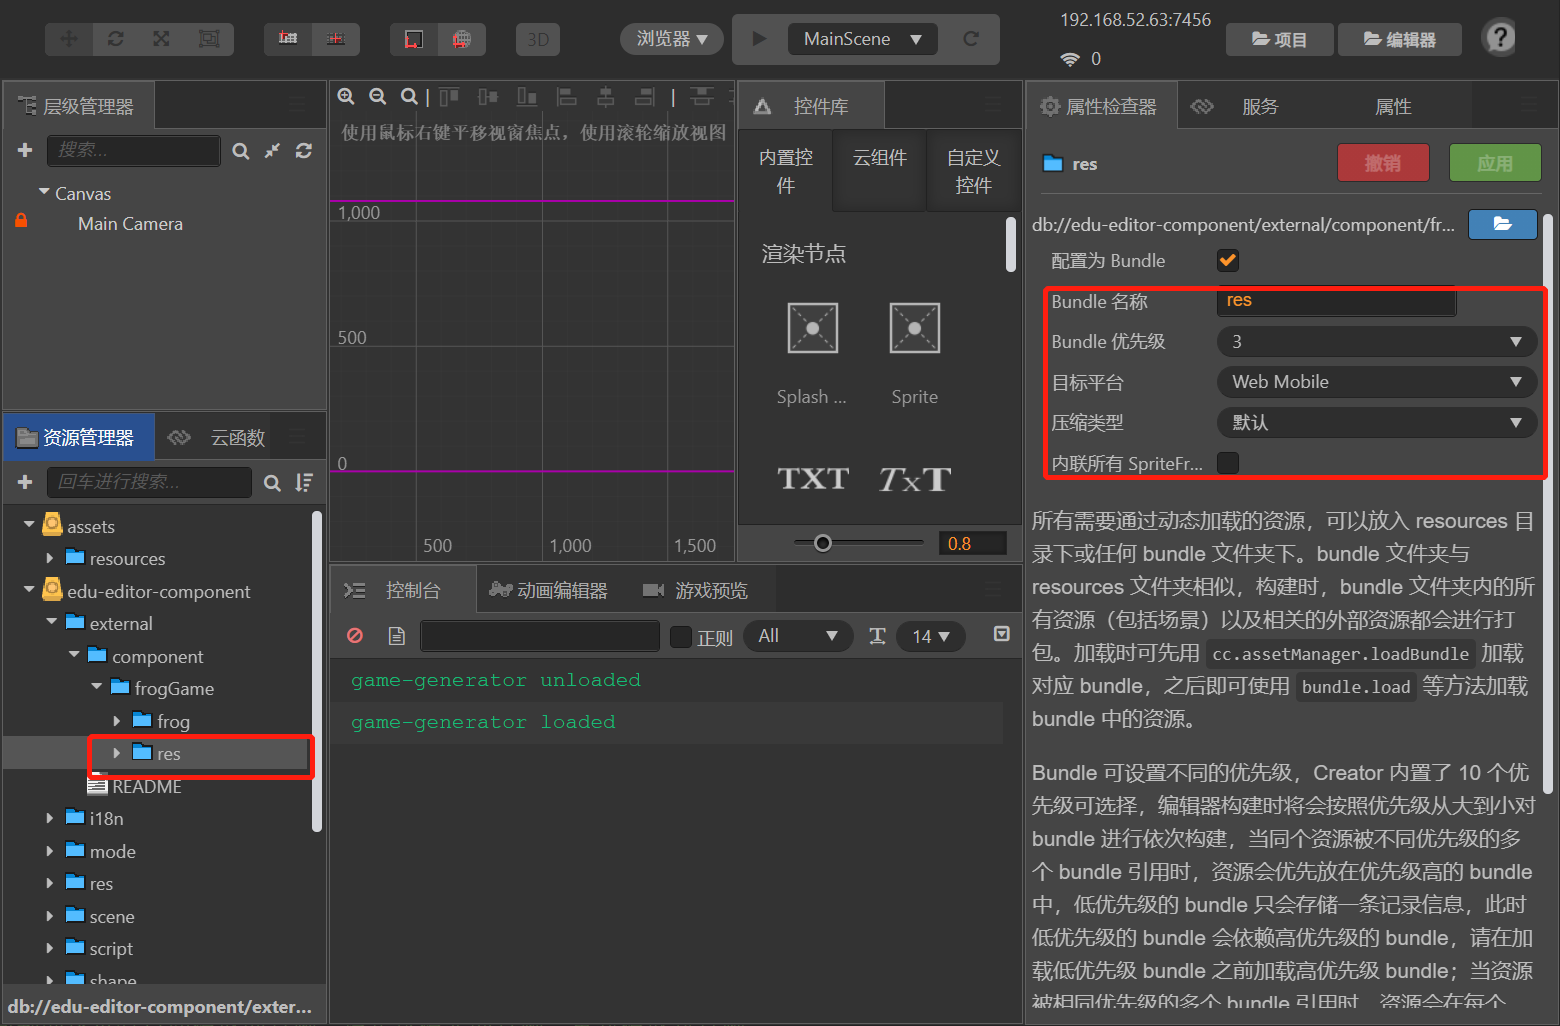 3D
浏览器 ▼
MainScene ▼
192.168.52.63:7456
0
项目
编辑器
?
层级管理器
搜索...
Canvas
Main Camera
使用鼠标右键平移视窗焦点，使用滚轮缩放视图
1,000
500
0
500
1,000
1,500
控件库
内置控件
云组件
自定义控件
渲染节点
Splash ...
Sprite
TXT
TxT
0.8
资源管理器
云函数
回车进行搜索...
assets
resources
edu-editor-component
external
component
frogGame
frog
res
README
i18n
mode
res
scene
script
shape
db://edu-editor-component/exter...
控制台
动画编辑器
游戏预览
正则
All ▼
14 ▼
game-generator unloaded
game-generator loaded
属性检查器
服务
属性
res
撤销
应用
db://edu-editor-component/external/component/fr...
配置为 Bundle
Bundle 名称
res
Bundle 优先级
3
目标平台
Web Mobile
压缩类型
默认
内联所有 SpriteFr...
所有需要通过动态加载的资源，可以放入 resources 目
录下或任何 bundle 文件夹下。bundle 文件夹与
resources 文件夹相似，构建时，bundle 文件夹内的所
有资源（包括场景）以及相关的外部资源都会进行打
包。加载时可先用 cc.assetManager.loadBundle 加载
对应 bundle，之后即可使用 bundle.load 等方法加载
bundle 中的资源。
Bundle 可设置不同的优先级，Creator 内置了 10 个优
先级可选择，编辑器构建时将会按照优先级从大到小对
bundle 进行依次构建，当同个资源被不同优先级的多
个 bundle 引用时，资源会优先放在优先级高的 bundle
中，低优先级的 bundle 只会存储一条记录信息，此时
低优先级的 bundle 会依赖高优先级的 bundle，请在加
载低优先级 bundle 之前加载高优先级 bundle；当资源
被相同优先级的多个 bundle 引用时，资源会在每个